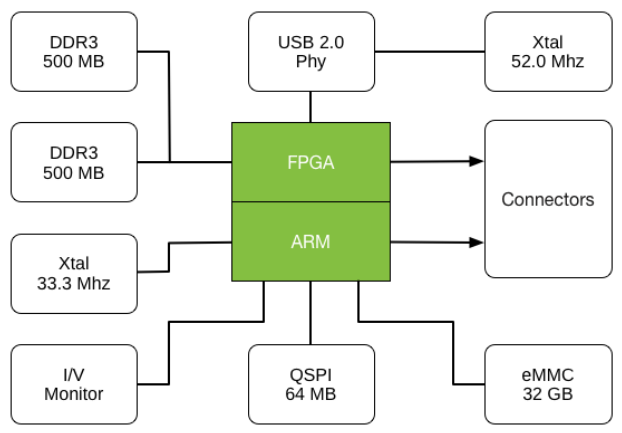 DDR3
500 MB
USB 2.0
Phy
Xtal
52.0 Mhz
DDR3
500 MB
FPGA
Connectors
ARM
Xtal
33.3 Mhz
I/V
Monitor
QSPI
64 MB
eMMC
32 GB